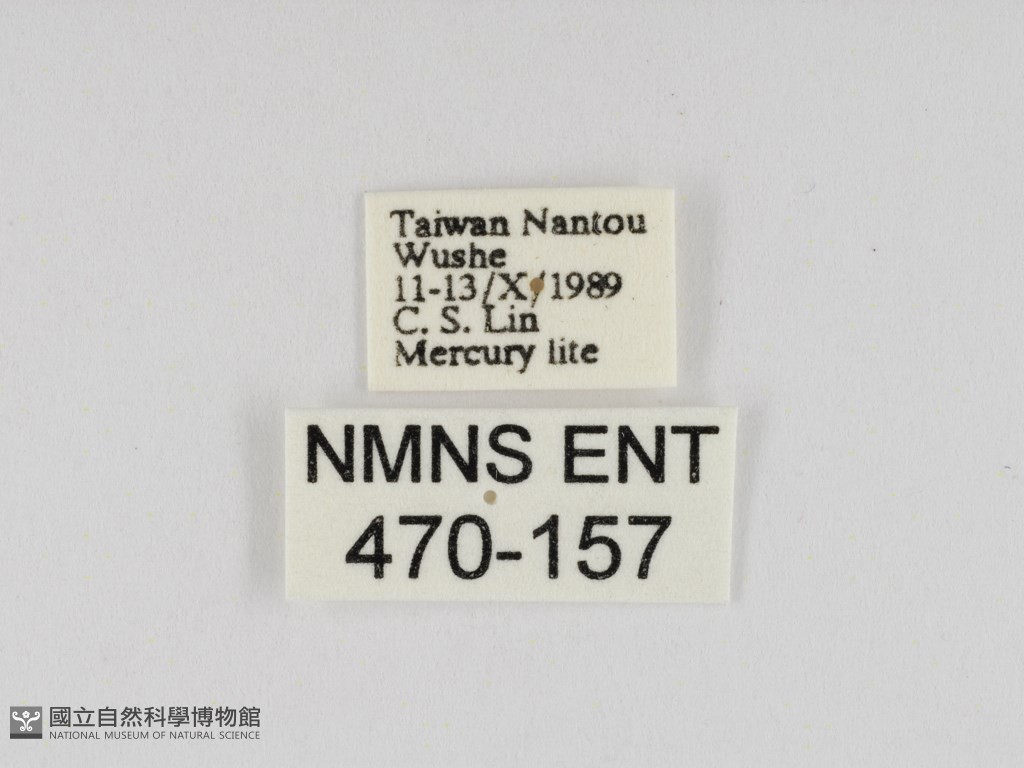 Taiwan Nantou
Wushe
11-13/X/1989
C. S. Lin
Mercury lite
NMNS ENT
470-157
國立自然科學博物館
NATIONAL MUSEUM OF NATURAL SCIENCE